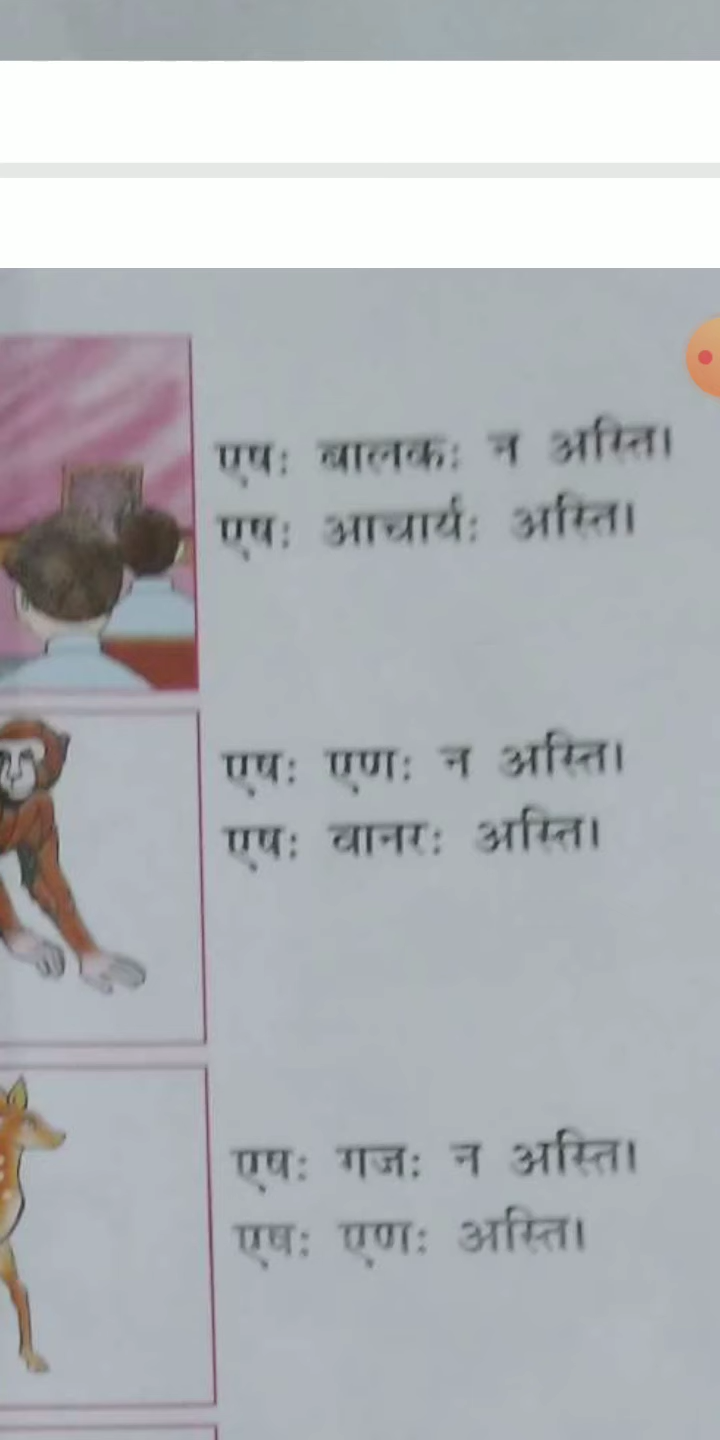 एषः बालकः न अस्ति।
एषः आचार्यः अस्ति।
एषः एणः न अस्ति।
एषः वानरः अस्ति।
एषः गजः न अस्ति।
एषः एणः अस्ति।